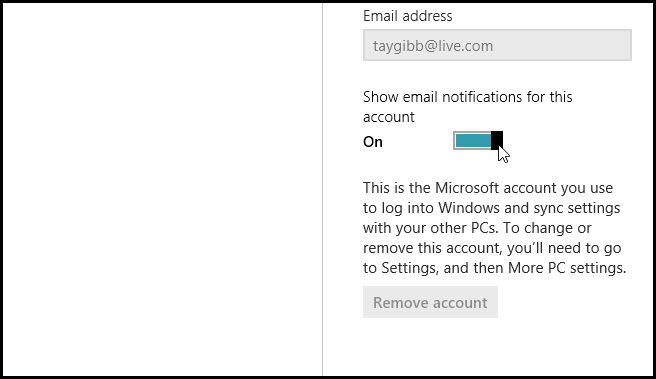 Email address
taygibb@live.com
Show email notifications for this
account
On
This is the Microsoft account you use
to log into Windows and sync settings
with your other PCs. To change or
remove this account, you'll need to go
to Settings, and then More PC settings.
Remove account